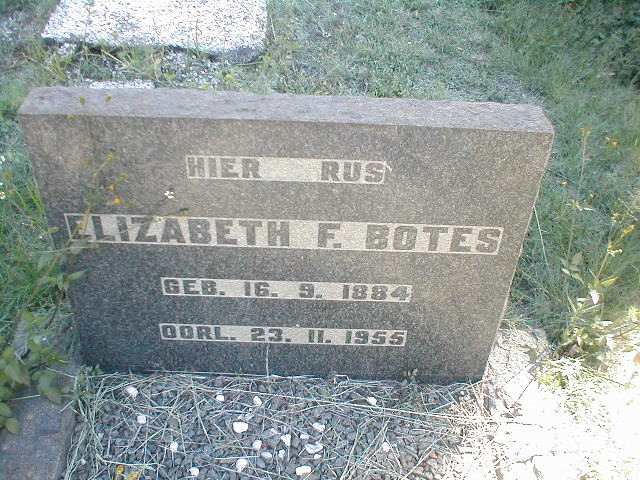 HIER RUS
ELIZABETH F. BOTES
GEB. 16. 9. 1884
OORL. 23. 11. 1955